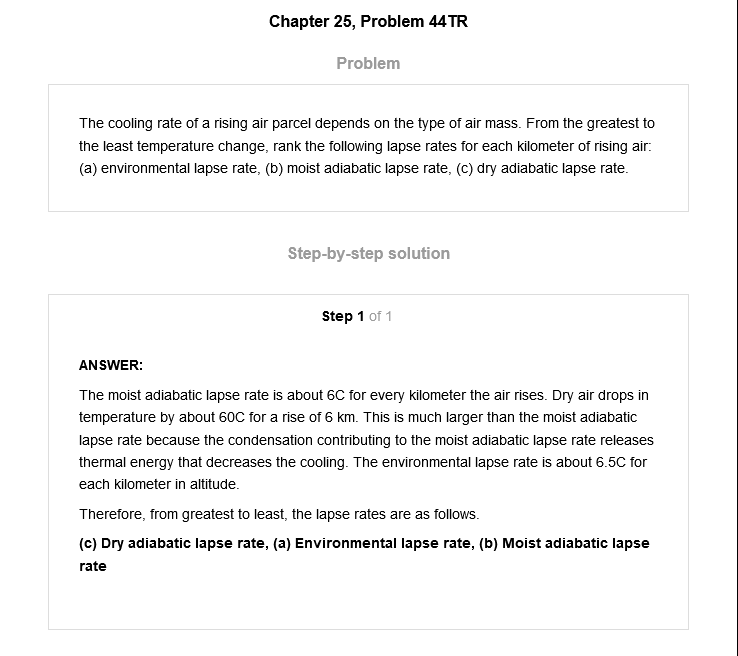 Chapter 25, Problem 44TR
Problem
The cooling rate of a rising air parcel depends on the type of air mass. From the greatest to
the least temperature change, rank the following lapse rates for each kilometer of rising air:
(a) environmental lapse rate, (b) moist adiabatic lapse rate, (c) dry adiabatic lapse rate.
Step-by-step solution
Step 1 of 1
ANSWER:
The moist adiabatic lapse rate is about 6C for every kilometer the air rises. Dry air drops in
temperature by about 60C for a rise of 6 km. This is much larger than the moist adiabatic
lapse rate because the condensation contributing to the moist adiabatic lapse rate releases
thermal energy that decreases the cooling. The environmental lapse rate is about 6.5C for
each kilometer in altitude.
Therefore, from greatest to least, the lapse rates are as follows.
(c) Dry adiabatic lapse rate, (a) Environmental lapse rate, (b) Moist adiabatic lapse
rate